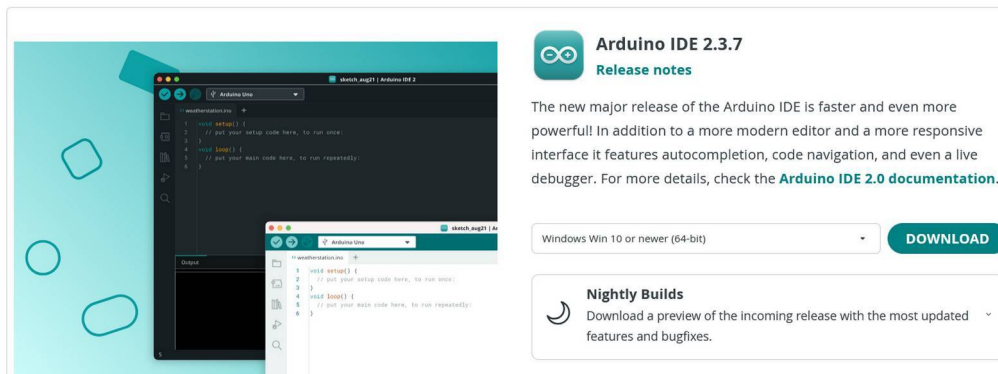 sketch_aug21 | Arduino IDE 2
Arduino Uno
weatherstation.ino
1 void setup() {
2 // put your setup code here, to run once:
3 }
4 void loop() {
5 // put your main code here, to run repeatedly:
6 }
Output
5
sketch_aug21 | Ar
Arduino Uno
weatherstation.ino
1 void setup() {
2 // put your setup code here, to run once:
3 }
4 void loop() {
5 // put your main code here, to run repeatedly:
6 }
Arduino IDE 2.3.7
Release notes
The new major release of the Arduino IDE is faster and even more
powerful! In addition to a more modern editor and a more responsive
interface it features autocompletion, code navigation, and even a live
debugger. For more details, check the Arduino IDE 2.0 documentation.
Windows Win 10 or newer (64-bit)
DOWNLOAD
Nightly Builds
Download a preview of the incoming release with the most updated
features and bugfixes.